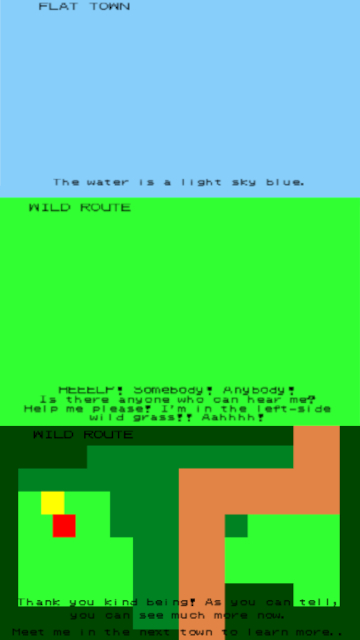 FLAT TOWN
The water is a light sky blue.
WILD ROUTE
HEEELP! Somebody! Anybody!
Is there anyone who can hear me?
Help me please! I'm in the left-side
wild grass!! Aahhhh!
WILD ROUTE
Thank you kind being! As you can tell,
you can see much more now.
Meet me in the next town to learn more..